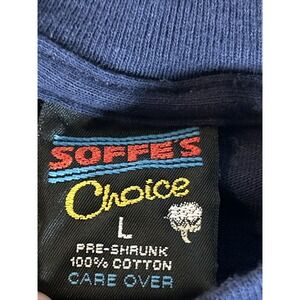 SOFFE'S
Choice
L
PRE-SHRUNK
100% COTTON
CARE OVER